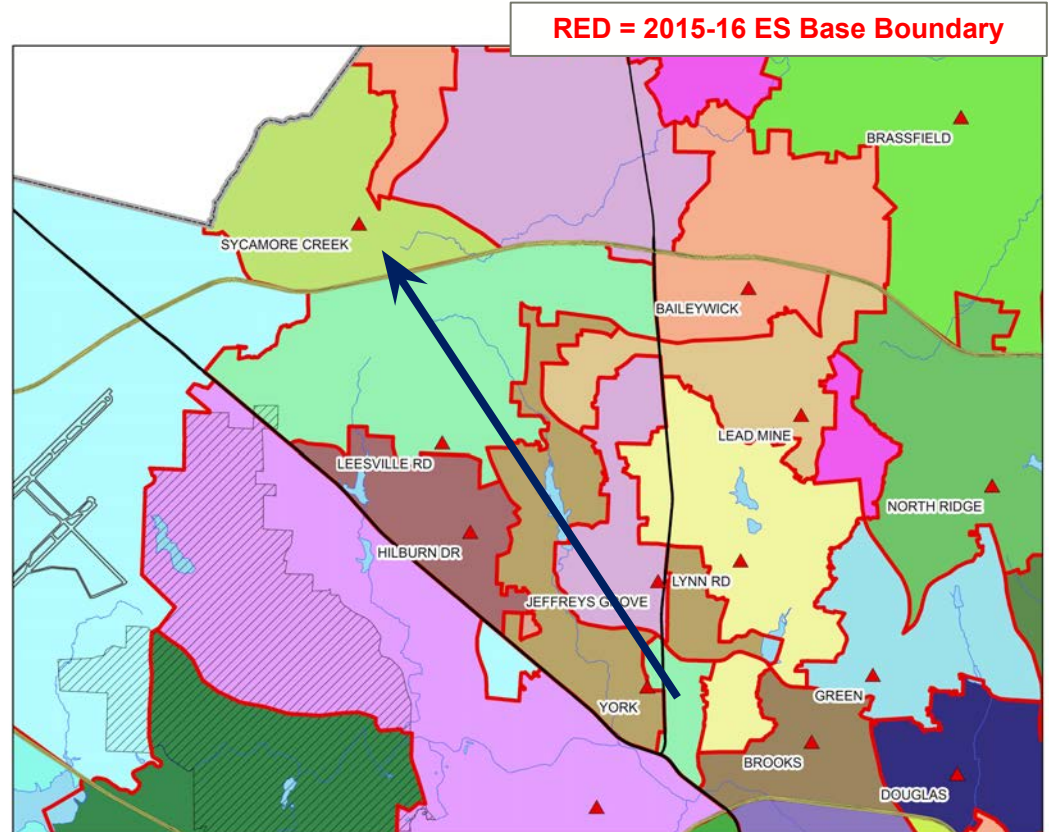 RED = 2015-16 ES Base Boundary
BRASSFIELD
SYCAMORE CREEK
BAILEYWICK
LEAD MINE
LEESVILLE RD
NORTH RIDGE
HILBURN DR
LYNN RD
JEFFREYS GROVE
GREEN
YORK
BROOKS
DOUGLAS